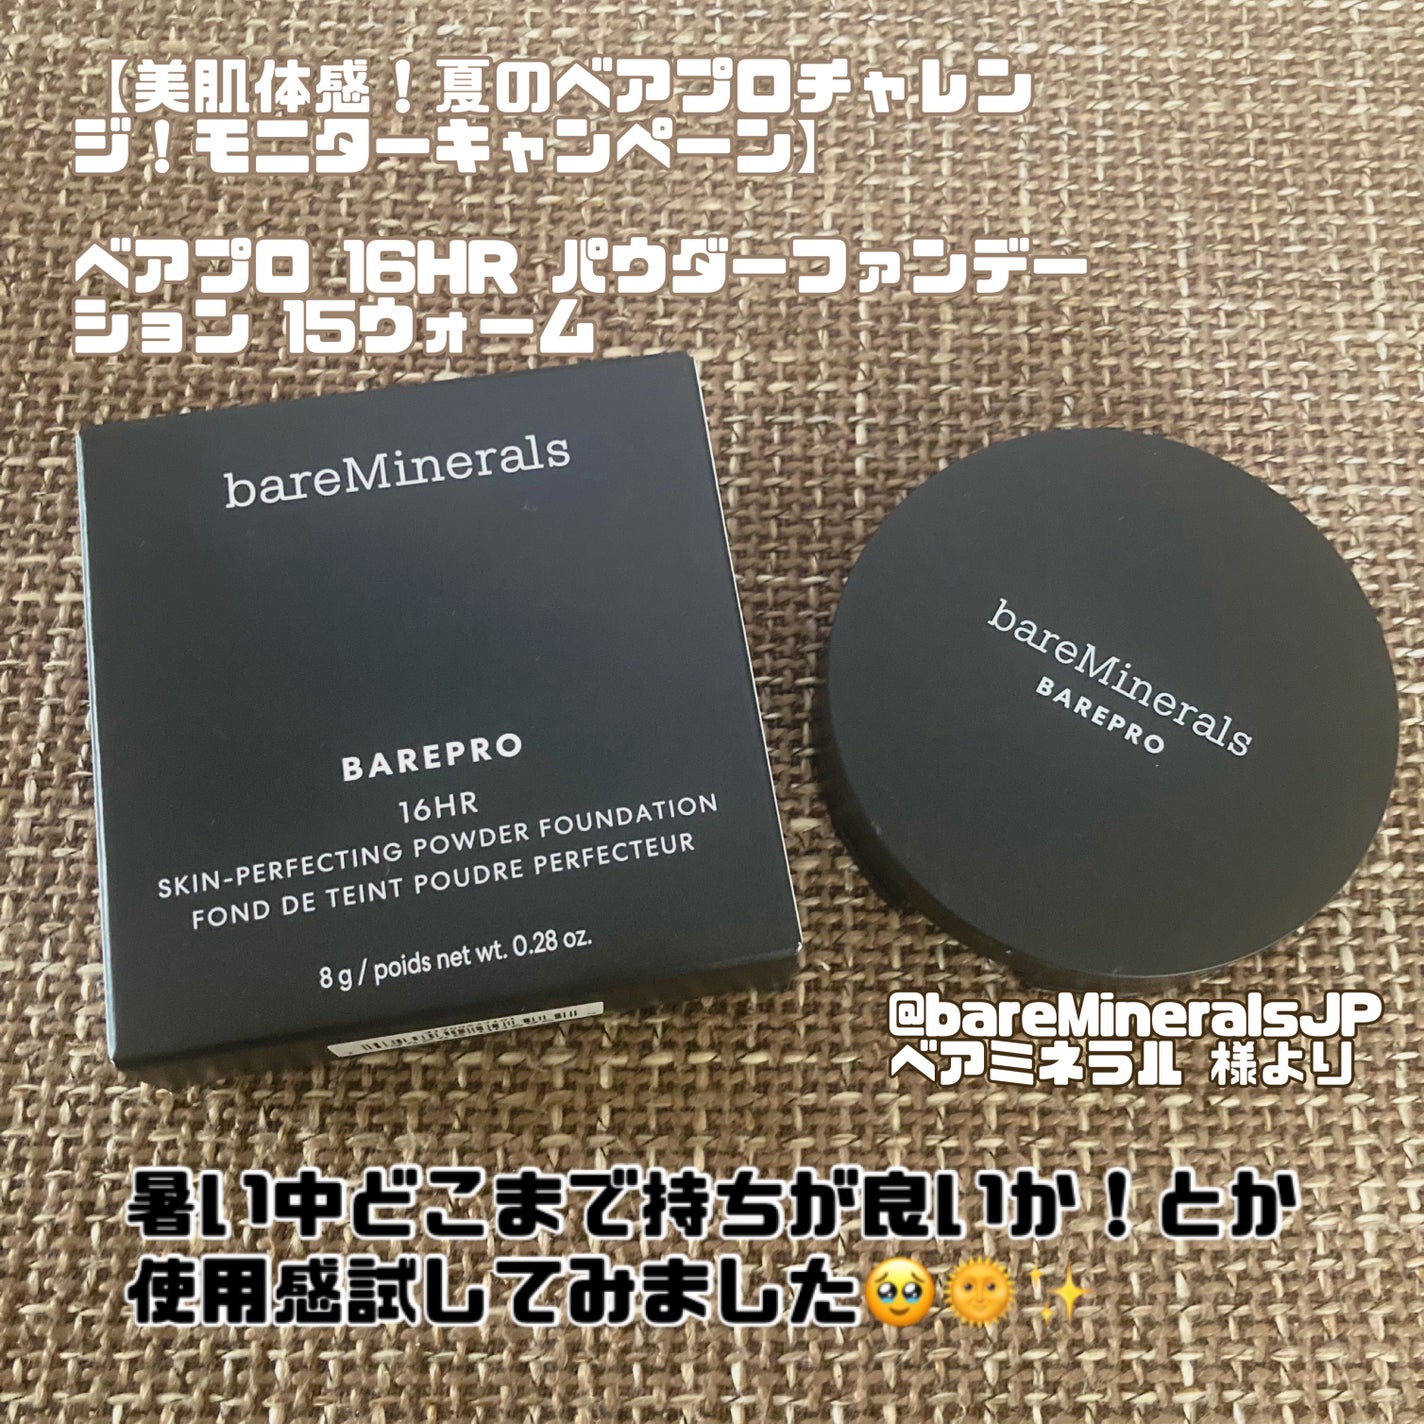 【美肌体感！夏のベアプロチャレン
ジ！モニターキャンペーン】
ベアプロ 16HR パウダーファンデー
ション 15ウォーム
bareMinerals
BAREPRO
16HR
SKIN-PERFECTING POWDER FOUNDATION
FOND DE TEINT POUDRE PERFECTEUR
8 g / poids net wt. 0.28 oz.
bareMinerals
BAREPRO
@bareMineralsJP
ベアミネラル 様より
暑い中どこまで持ちが良いか！とか
使用感試してみました🥹🌞✨